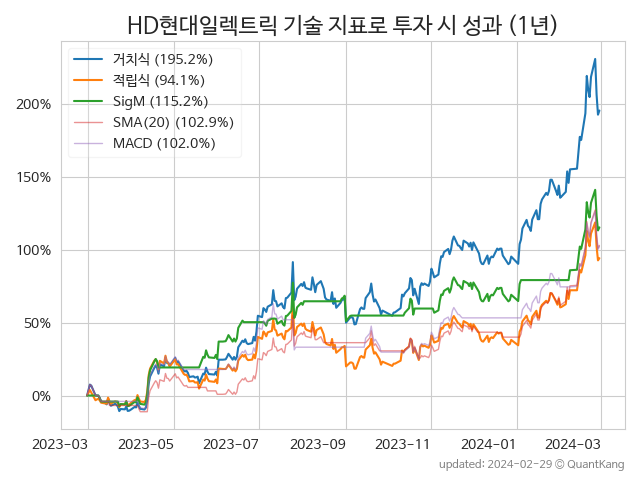 HD현대일렉트릭 기술 지표로 투자 시 성과 (1년)
거치식 (195.2%)
적립식 (94.1%)
SigM (115.2%)
SMA(20) (102.9%)
MACD (102.0%)
200%
150%
100%
50%
0%
2023-03 2023-05 2023-07 2023-09 2023-11 2024-01 2024-03
updated: 2024-02-29 © QuantKang